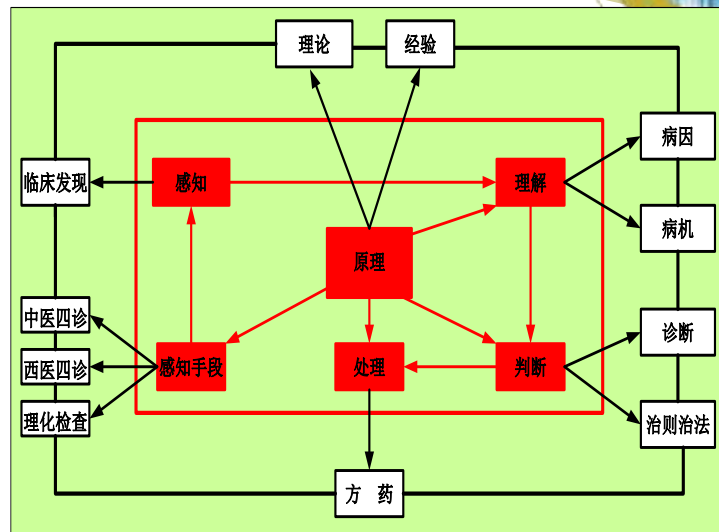 理论
经验
病因
临床发现
感知
理解
病机
原理
中医四诊
诊断
西医四诊
感知手段
处理
判断
理化检查
治则治法
方 药